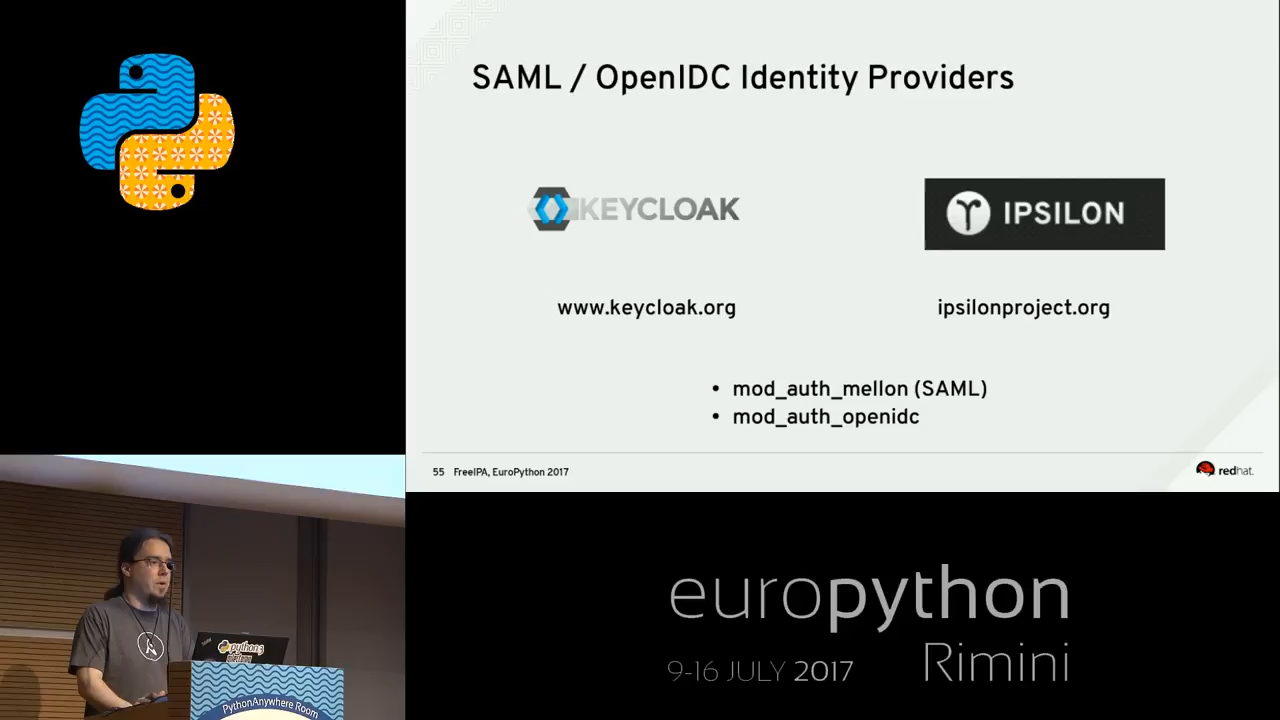 SAML / OpenIDC Identity Providers
KEYCLOAK
IPSILON
www.keycloak.org
ipsilonproject.org
• mod_auth_mellon (SAML)
• mod_auth_openidc
55 FreeIPA, EuroPython 2017
redhat.
python3
PythonAnywhere Room
europython
Rimini
9-16 JULY 2017